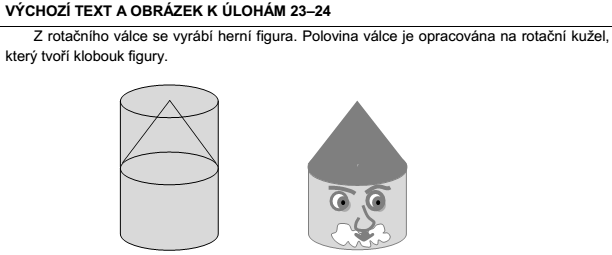 VÝCHOZÍ TEXT A OBRÁZEK K ÚLOHÁM 23–24
Z rotačního válce se vyrábí herní figura. Polovina válce je opracována na rotační kužel,
který tvoří klobouk figury.